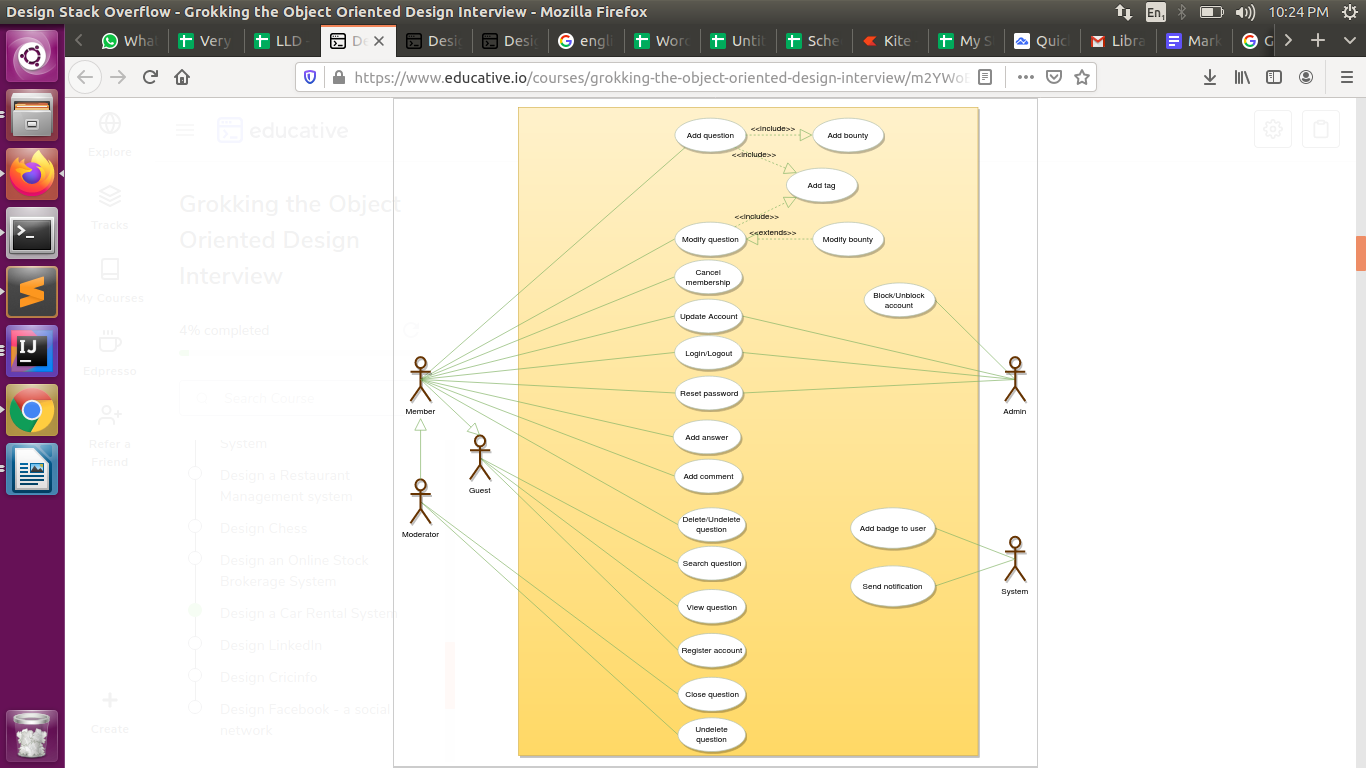 Design Stack Overflow - Grokking the Object Oriented Design Interview - Mozilla Firefox
En1
10:24 PM
What
Very
LLD -
De
Desig
Desig
engli
Word
Untit
Sche
Kite -
My S
Quic
Libra
Mark
G
https://www.educative.io/courses/grokking-the-object-oriented-design-interview/m2YWo
educative
Explore
Tracks
My Courses
Edpresso
Refer a
Friend
Create
Grokking the Object
Oriented Design
Interview
4% completed
Search Course
System
Design a Restaurant
Management system
Design Chess
Design an Online Stock
Brokerage System
Design a Car Rental System
Design LinkedIn
Design Cricinfo
Design Facebook - a social
network
Add question
<<include>>
Add bounty
<<include>>
Add tag
<<include>>
Modify question
<<extends>>
Modify bounty
Cancel
membership
Block/Unblock
account
Update Account
Login/Logout
Reset password
Member
Admin
Add answer
Add comment
Guest
Moderator
Delete/Undelete
question
Add badge to user
Search question
Send notification
System
View question
Register account
Close question
Undelete
question